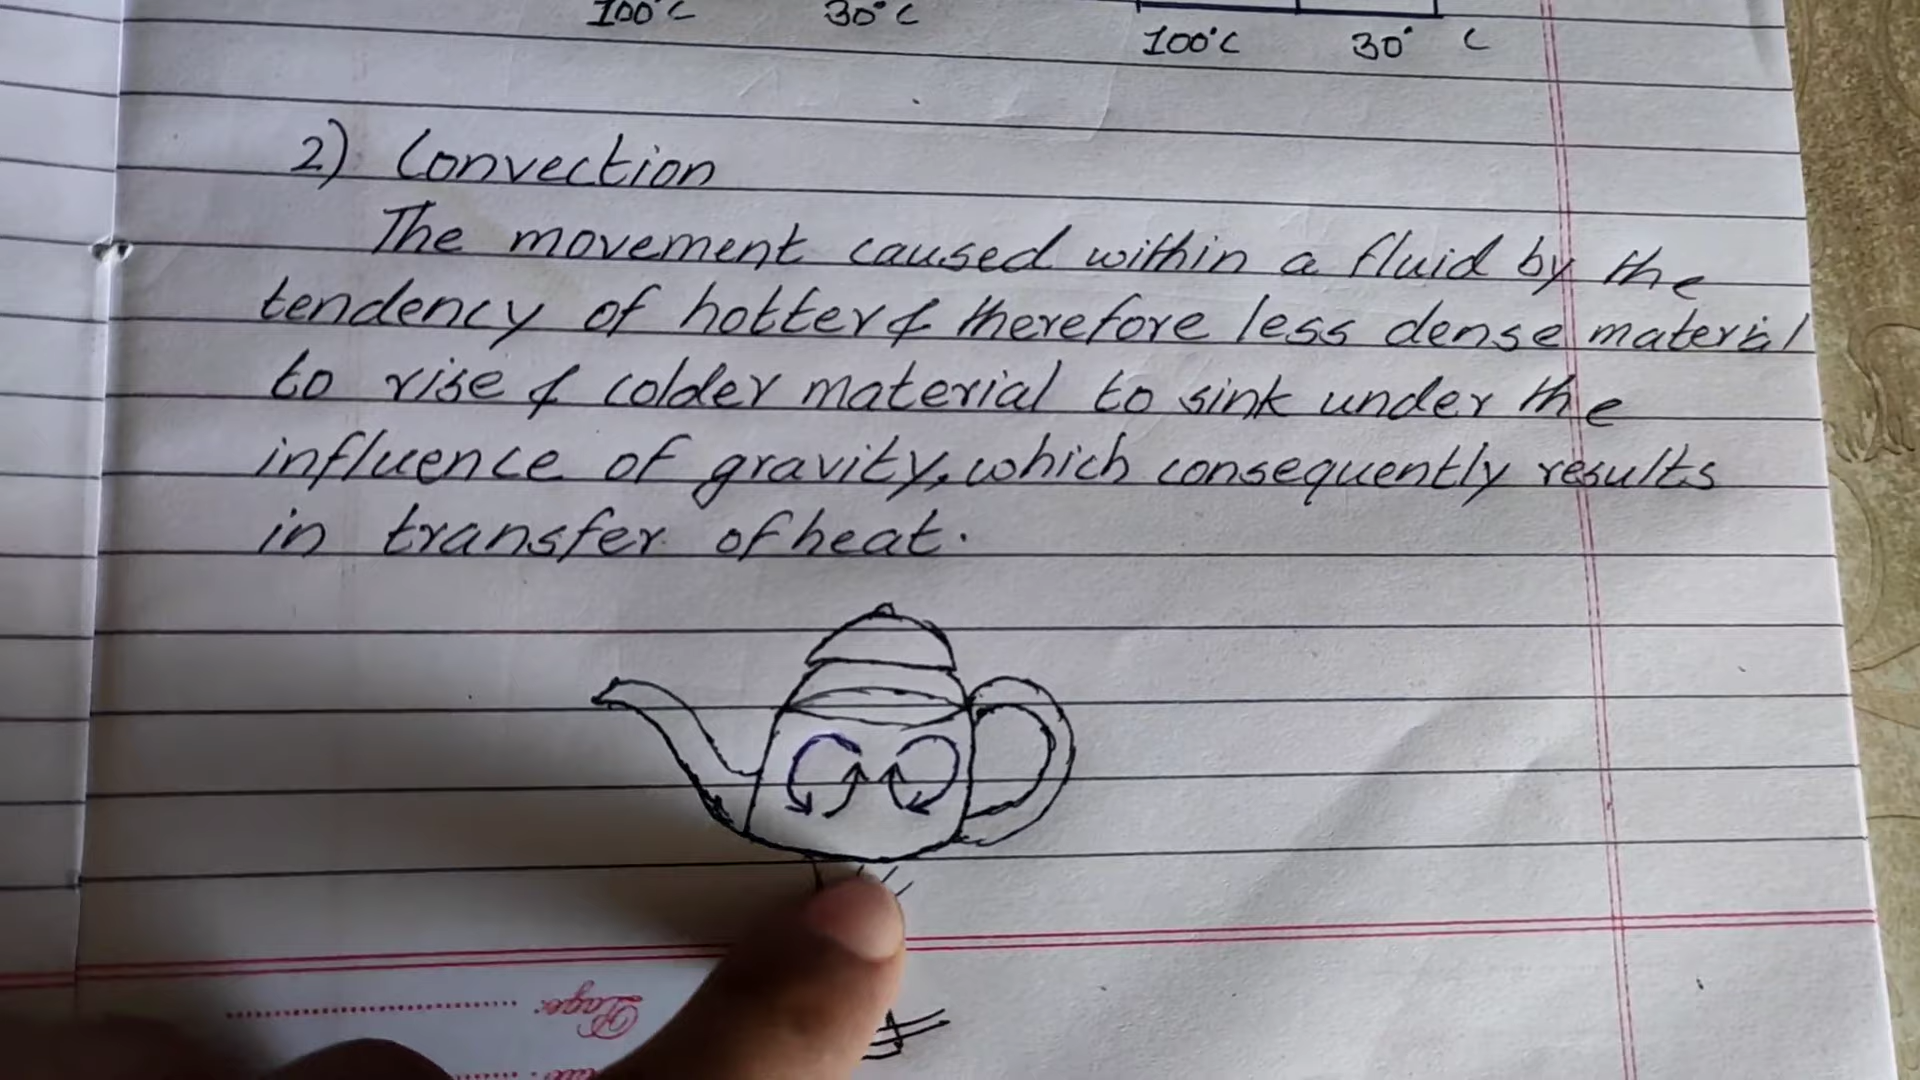 100°C 30°C
100°C 30° C
2) Convection
The movement caused within a fluid by the
tendency of hotter & therefore less dense material
to rise & colder material to sink under the
influence of gravity, which consequently results
in transfer of heat.
Page